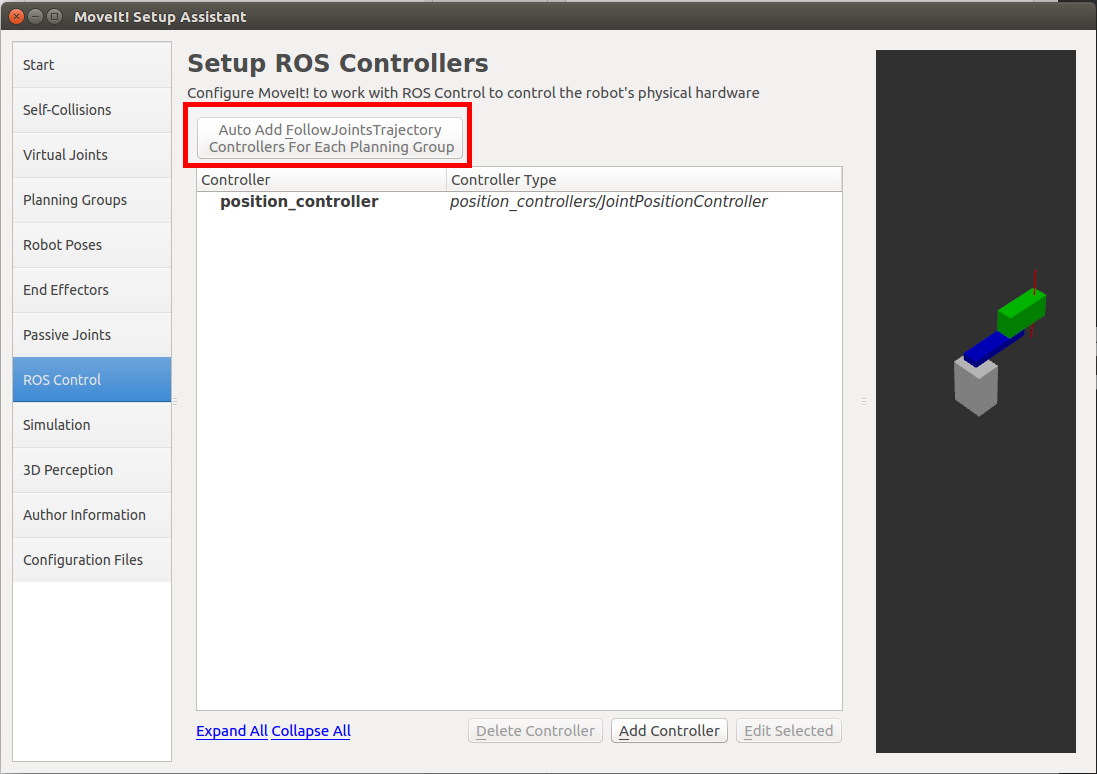 MoveIt! Setup Assistant
Start
Self-Collisions
Virtual Joints
Planning Groups
Robot Poses
End Effectors
Passive Joints
ROS Control
Simulation
3D Perception
Author Information
Configuration Files
Setup ROS Controllers
Configure MoveIt! to work with ROS Control to control the robot's physical hardware
Auto Add FollowJointsTrajectory
Controllers For Each Planning Group
Controller Controller Type
position_controller position_controllers/JointPositionController
Expand All Collapse All Delete Controller Add Controller Edit Selected